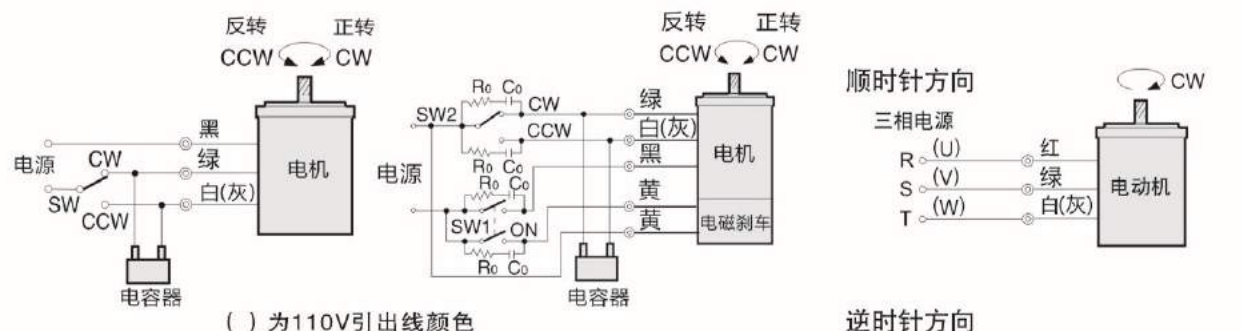 反转 正转
CCW CW
黑
电源
CW
绿
SW
CCW
白(灰)
电机
电容器
( ) 为110V引出线颜色
反转 正转
CCW CW
R₀ C₀
SW2
CW
绿
CCW
白(灰)
R₀ C₀
黑
电机
电源
R₀ C₀
黄
SW1
ON
黄
电磁刹车
R₀ C₀
电容器
顺时针方向
CW
三相电源
R (U) 红
S (V) 绿
T (W) 白(灰)
电动机
逆时针方向